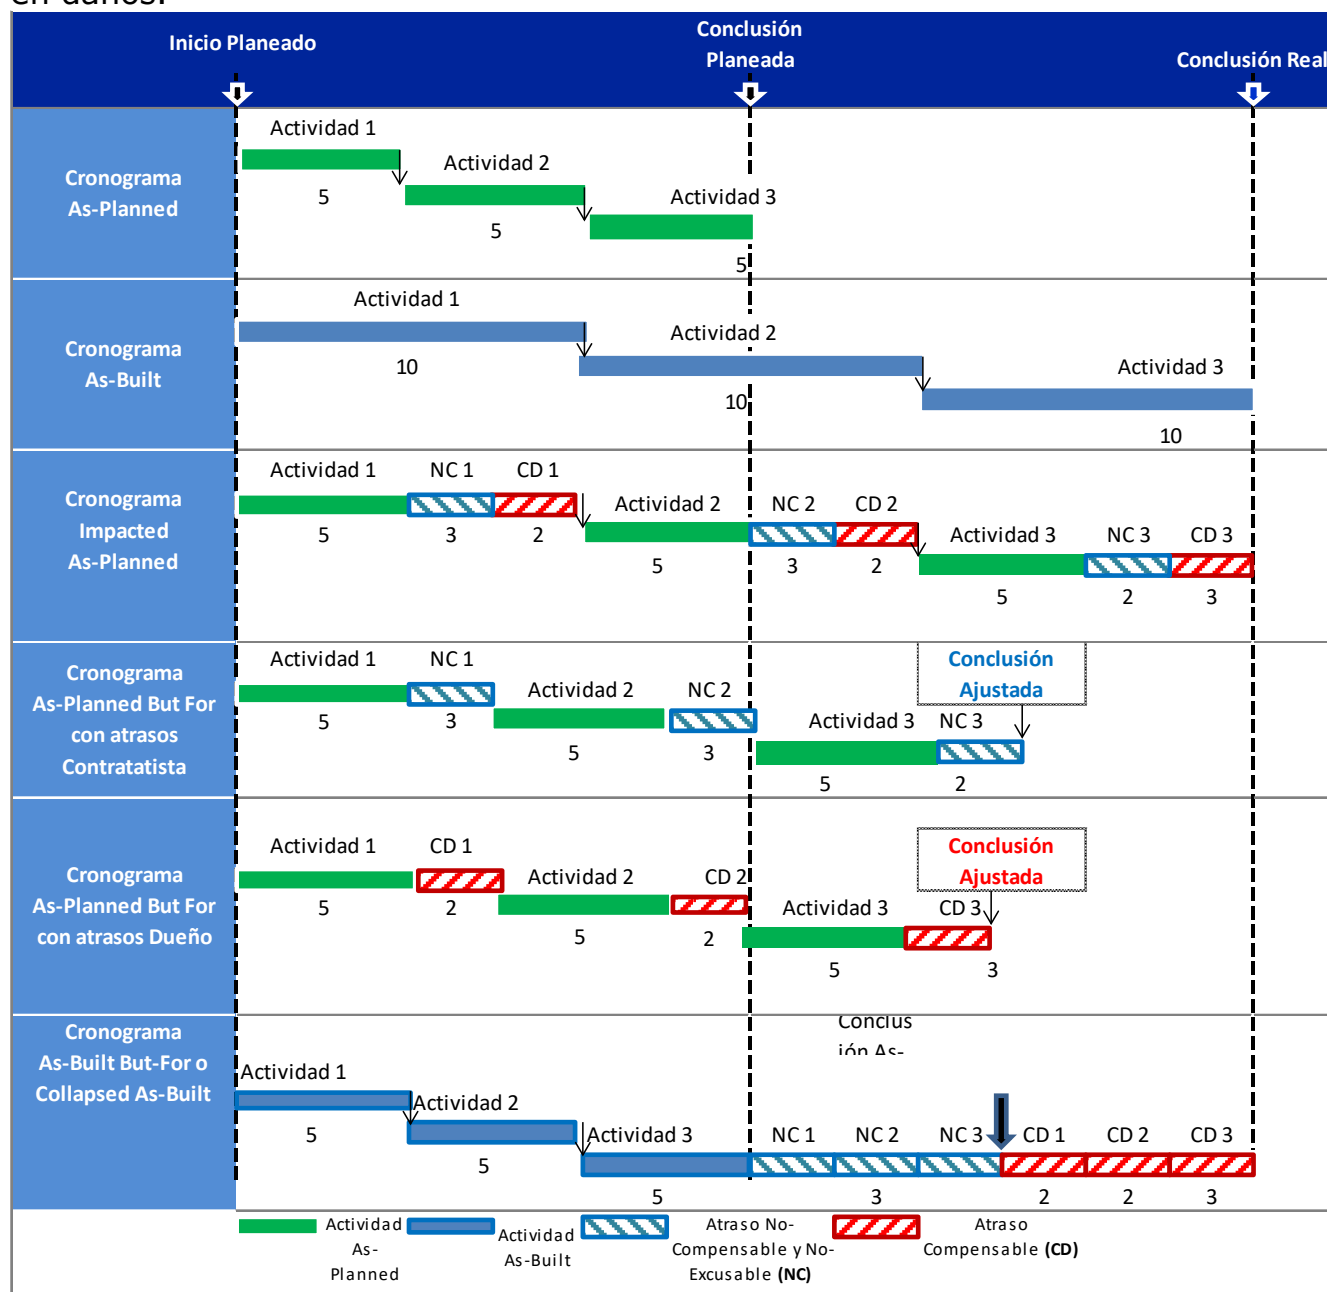 en daños.
Inicio Planeado
Conclusión
Planeada
Conclusión Real
Cronograma
As-Planned
Actividad 1
5
Actividad 2
5
Actividad 3
5
Cronograma
As-Built
Actividad 1
10
Actividad 2
10
Actividad 3
10
Cronograma
Impacted
As-Planned
Actividad 1 NC 1 CD 1
5 3 2
Actividad 2 NC 2 CD 2
5 3 2
Actividad 3 NC 3 CD 3
5 2 3
Cronograma
As-Planned But For
con atrasos
Contratatista
Actividad 1 NC 1
5 3
Actividad 2 NC 2
5 3
Actividad 3 NC 3
5 2
Conclusión
Ajustada
Cronograma
As-Planned But For
con atrasos Dueño
Actividad 1 CD 1
5 2
Actividad 2 CD 2
5 2
Actividad 3 CD 3
5 3
Conclusión
Ajustada
Cronograma
As-Built But-For o
Collapsed As-Built
Conclus
ión As-
Actividad 1
5
Actividad 2
5
Actividad 3 NC 1 NC 2 NC 3 CD 1 CD 2 CD 3
5 3 2 2 3
Actividad
As-
Planned
Actividad
As-Built
Atraso No-
Compensable y No-
Excusable (NC)
Atraso
Compensable (CD)